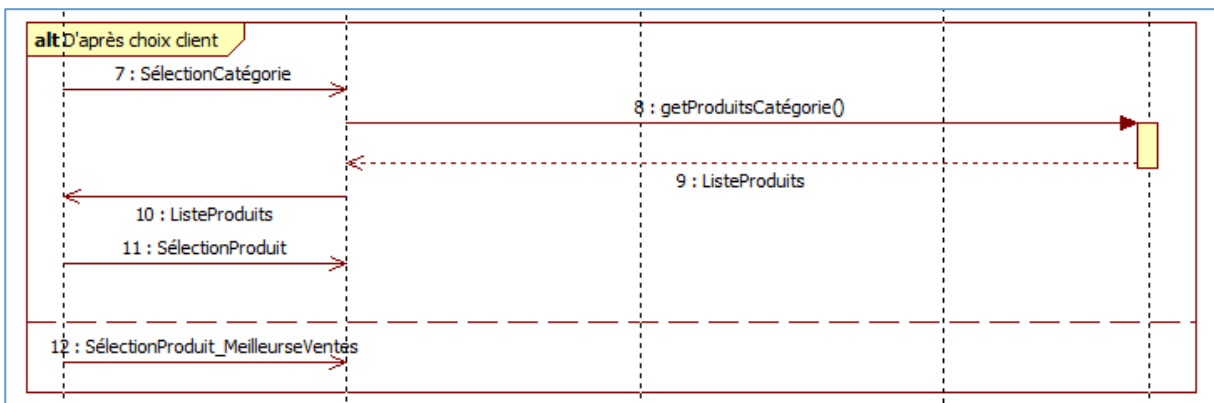 alt D'après choix client
7 : SélectionCatégorie
8 : getProduitsCatégorie()
9 : ListeProduits
10 : ListeProduits
11 : SélectionProduit
12 : SélectionProduit_MeilleurseVentes